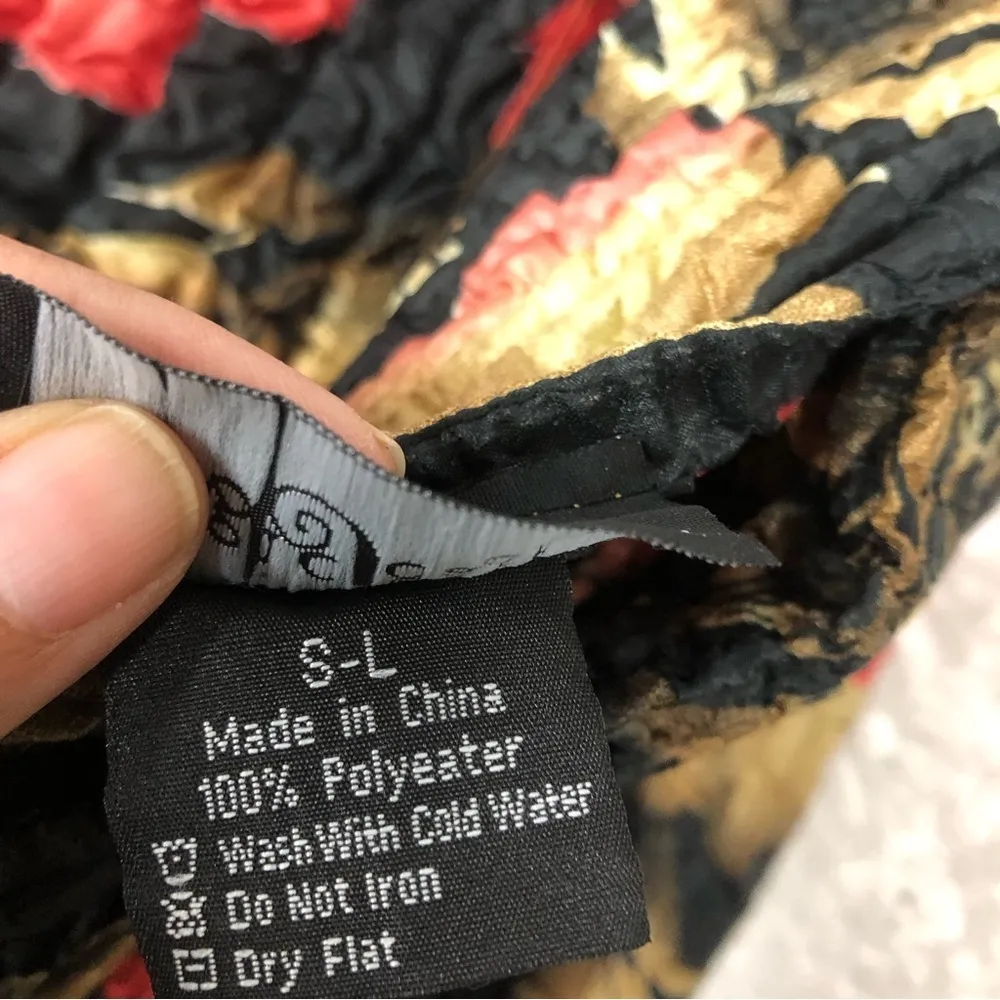 S-L
Made in China
100% Polyeater
Wash With Cold Water
Do Not Iron
Dry Flat